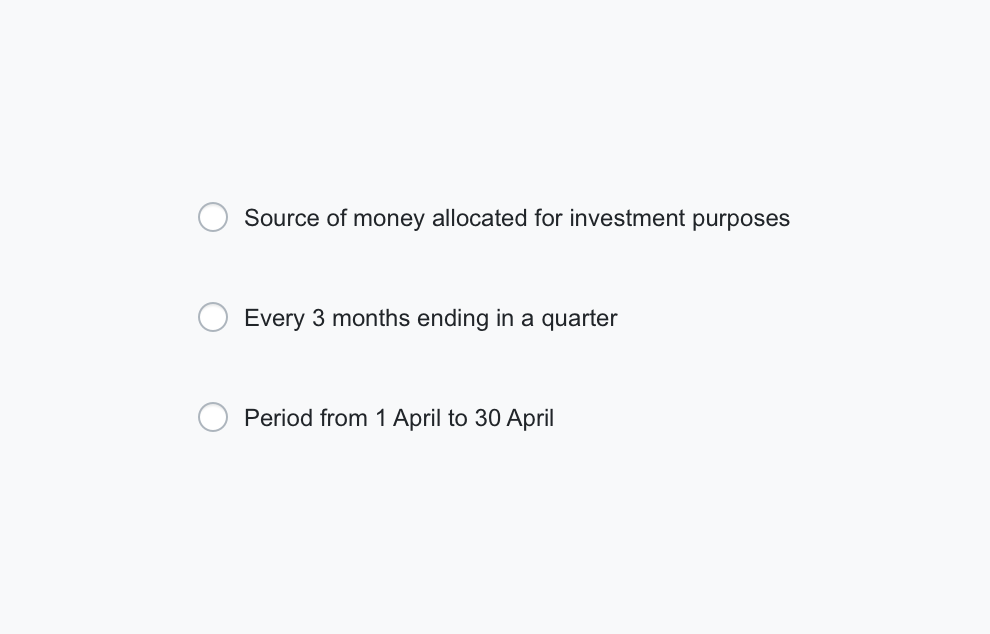 Source of money allocated for investment purposes
Every 3 months ending in a quarter
Period from 1 April to 30 April